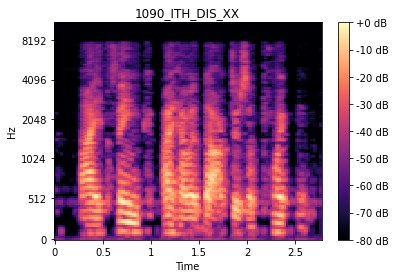 1090_ITH_DIS_XX
+0 dB
8192
-10 dB
4096
-20 dB
-30 dB
2048
Hz
-40 dB
1024
-50 dB
512
-60 dB
-70 dB
0
-80 dB
0 0.5 1 1.5 2 2.5
Time